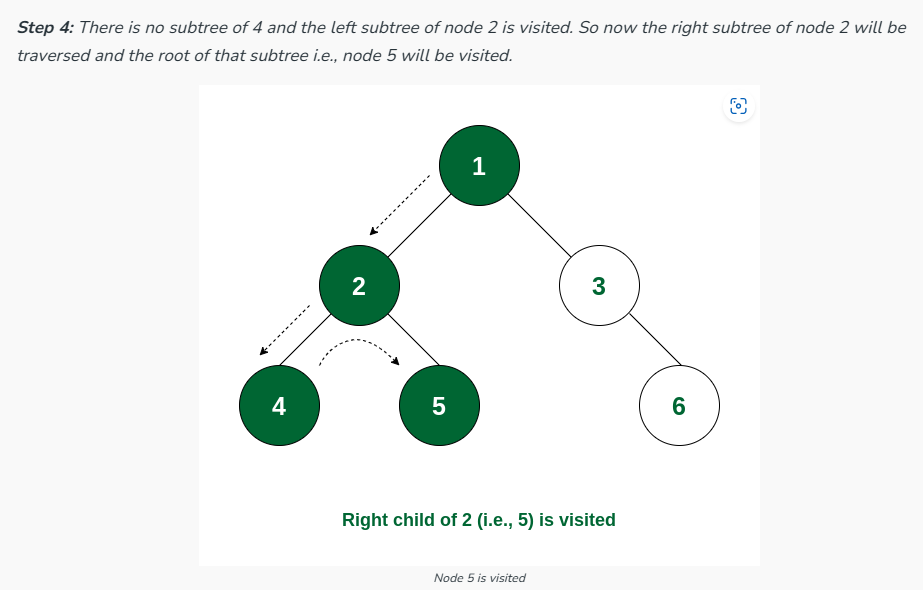 Step 4: There is no subtree of 4 and the left subtree of node 2 is visited. So now the right subtree of node 2 will be
traversed and the root of that subtree i.e., node 5 will be visited.
1
2
3
4
5
6
Right child of 2 (i.e., 5) is visited
Node 5 is visited